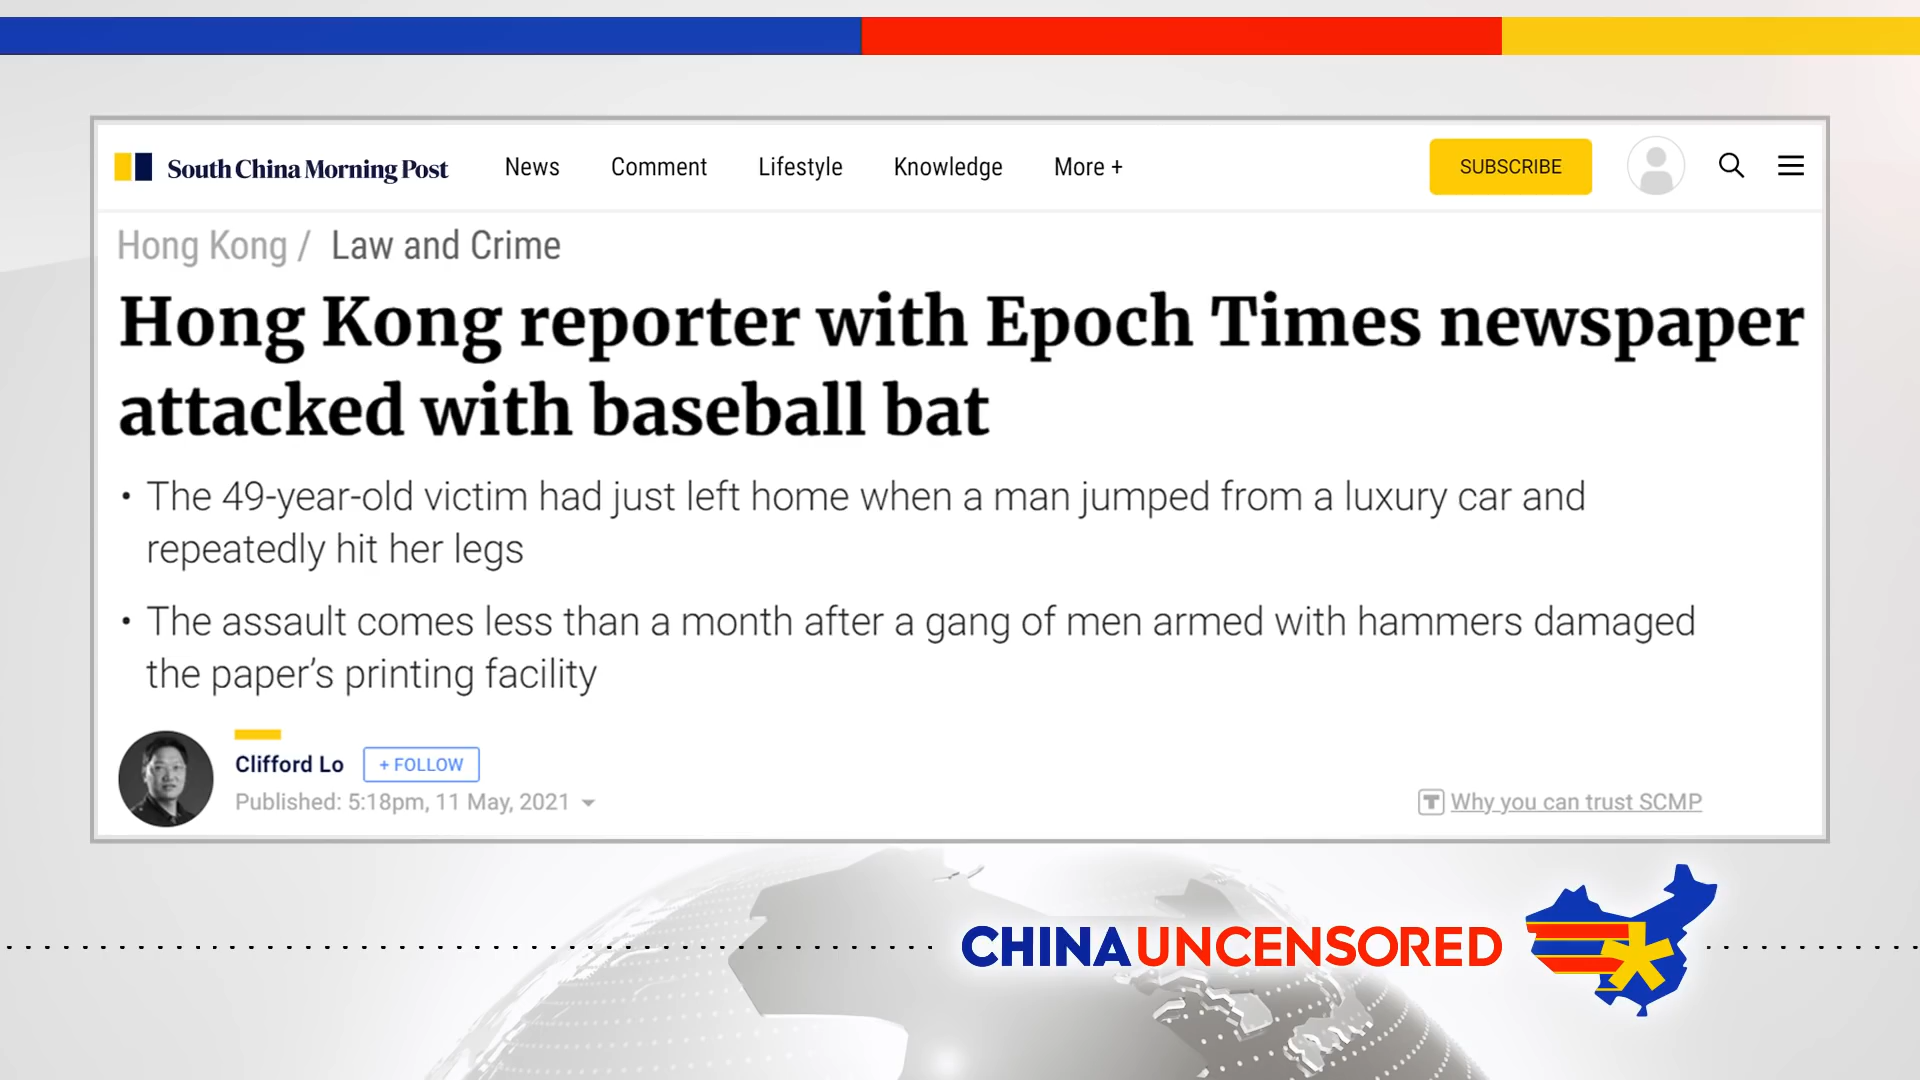 South China Morning Post News Comment Lifestyle Knowledge More + SUBSCRIBE
Hong Kong / Law and Crime
Hong Kong reporter with Epoch Times newspaper
attacked with baseball bat
• The 49-year-old victim had just left home when a man jumped from a luxury car and
repeatedly hit her legs
• The assault comes less than a month after a gang of men armed with hammers damaged
the paper’s printing facility
Clifford Lo + FOLLOW
Published: 5:18pm, 11 May, 2021
T Why you can trust SCMP
CHINA UNCENSORED